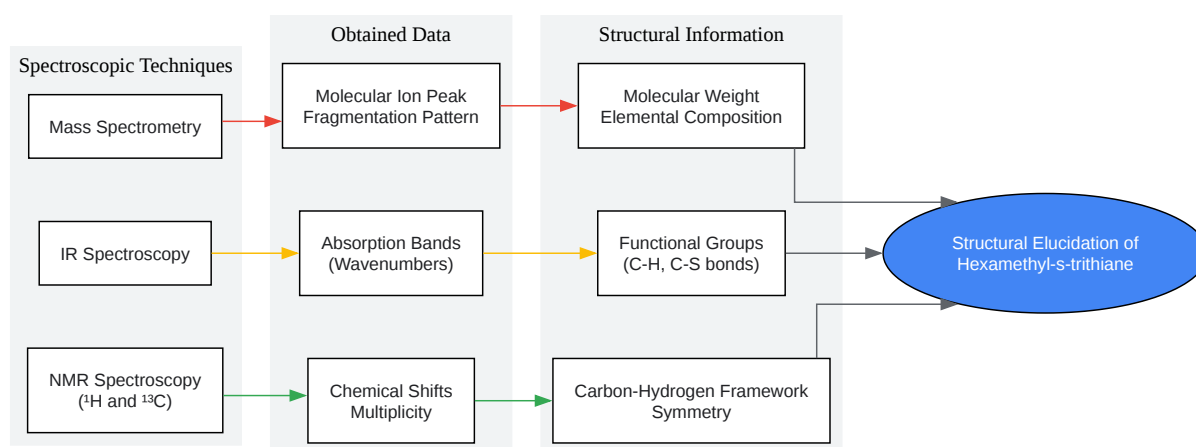 Spectroscopic Techniques
Obtained Data
Structural Information
Mass Spectrometry
Molecular Ion Peak
Fragmentation Pattern
Molecular Weight
Elemental Composition
IR Spectroscopy
Absorption Bands
(Wavenumbers)
Functional Groups
(C-H, C-S bonds)
Structural Elucidation of
Hexamethyl-s-trithiane
NMR Spectroscopy
(¹H and ¹³C)
Chemical Shifts
Multiplicity
Carbon-Hydrogen Framework
Symmetry